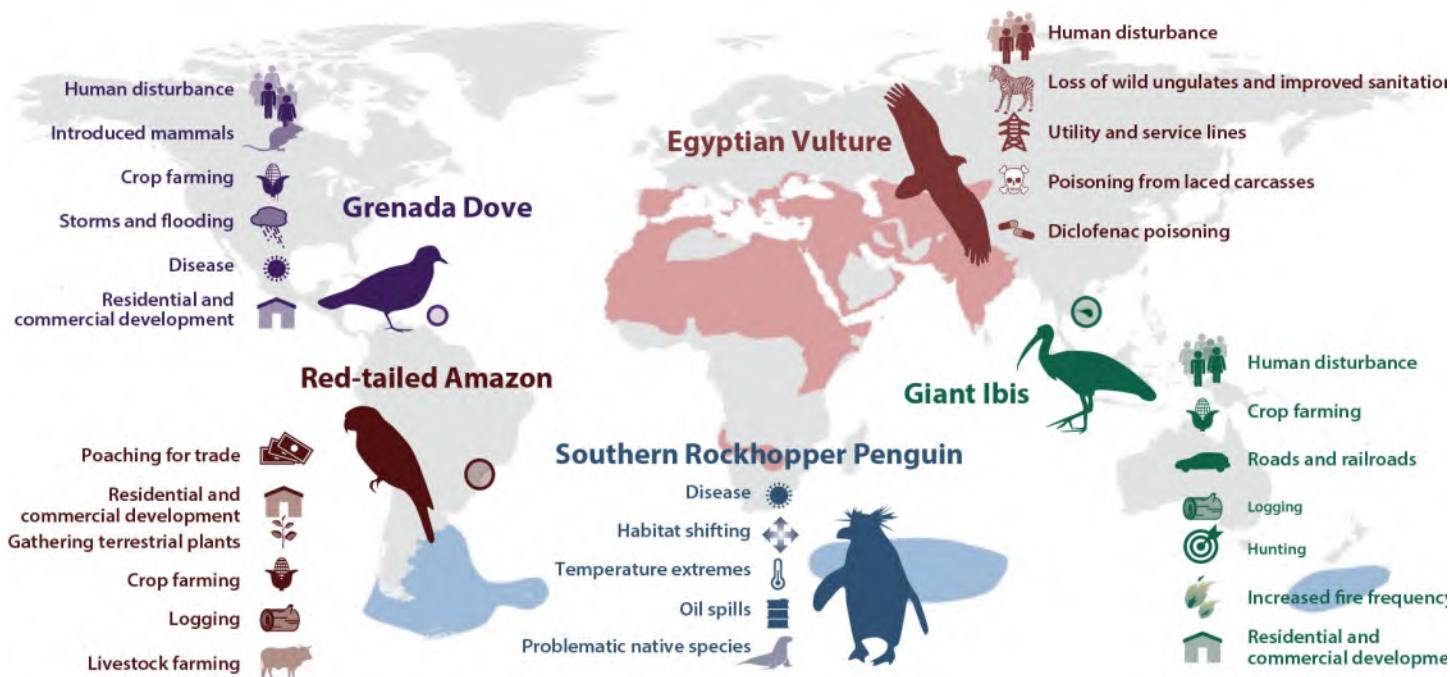 Human disturbance
Introduced mammals
Crop farming
Storms and flooding
Disease
Residential and
commercial development
Grenada Dove
Egyptian Vulture
Human disturbance
Loss of wild ungulates and improved sanitation
Utility and service lines
Poisoning from laced carcasses
Diclofenac poisoning
Red-tailed Amazon
Poaching for trade
Residential and
commercial development
Gathering terrestrial plants
Crop farming
Logging
Livestock farming
Southern Rockhopper Penguin
Disease
Habitat shifting
Temperature extremes
Oil spills
Problematic native species
Giant Ibis
Human disturbance
Crop farming
Roads and railroads
Logging
Hunting
Increased fire frequency
Residential and
commercial developme